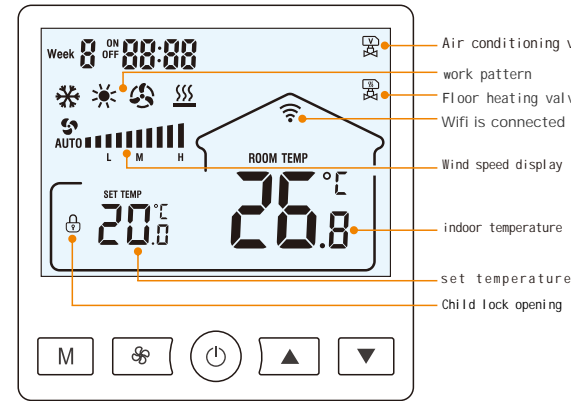 Week 8 ON OFF 88:88
Air conditioning v
work pattern
Floor heating valv
Wifi is connected
AUTO
L M H
Wind speed display
ROOM TEMP
26.8 °C
indoor temperature
SET TEMP
20.0 °C
set temperature
Child lock opening
M